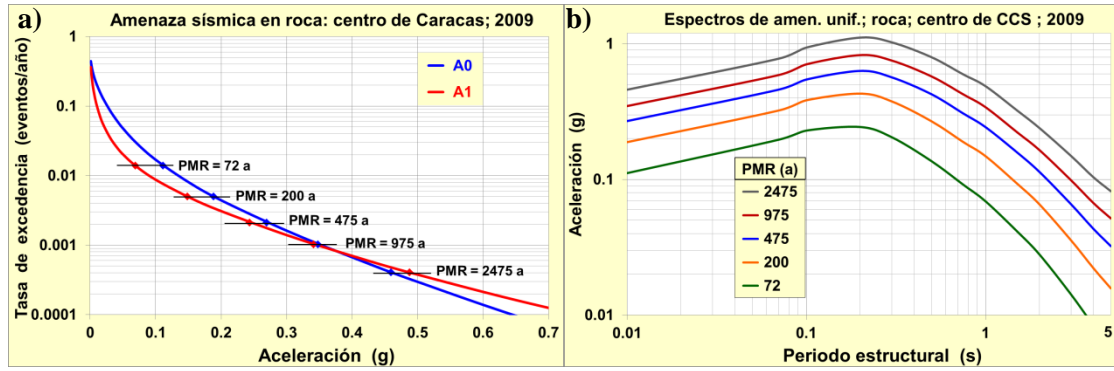 a)
Amenaza sísmica en roca: centro de Caracas; 2009
Tasa de excedencia (eventos/año)
1
0.1
0.01
0.001
0.0001
A0
A1
PMR = 72 a
PMR = 200 a
PMR = 475 a
PMR = 975 a
PMR = 2475 a
0
0.1
0.2
0.3
0.4
0.5
0.6
0.7
Aceleración (g)
b)
Espectros de amen. unif.; roca; centro de CCS ; 2009
Aceleración (g)
1
0.1
0.01
PMR (a)
2475
975
475
200
72
0.01
0.1
1
5
Periodo estructural (s)